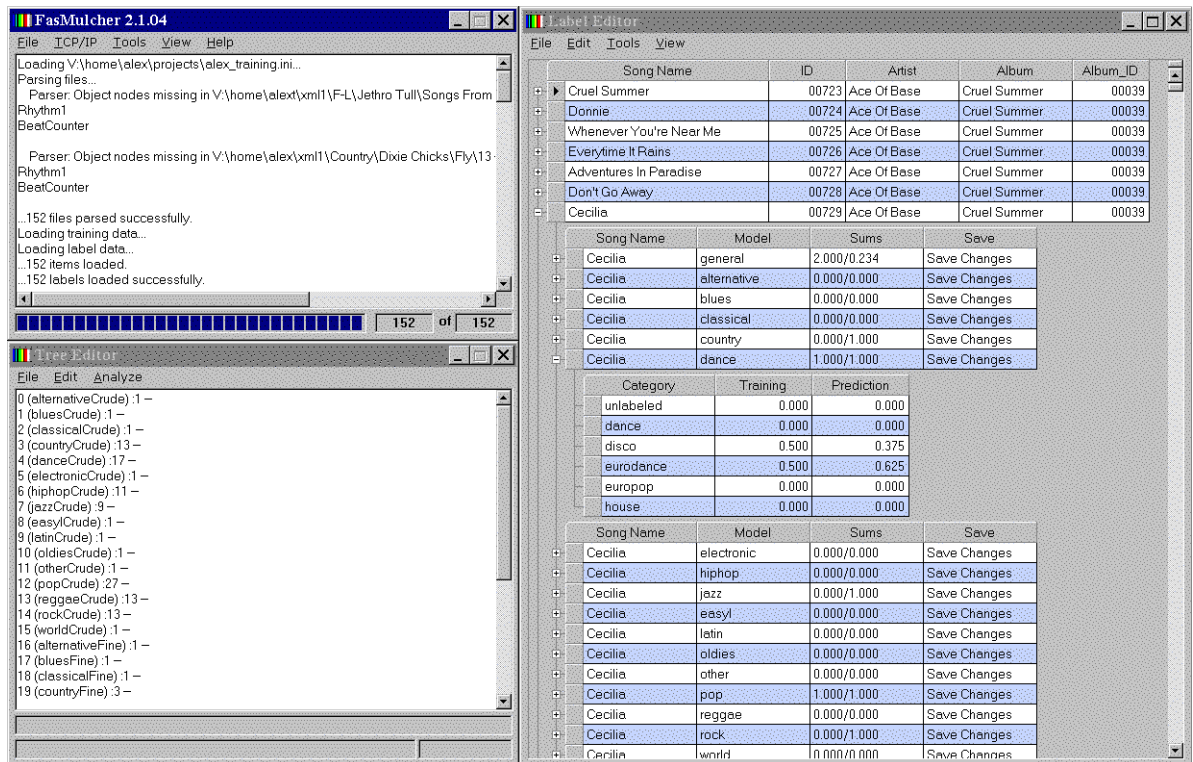 FasMulcher 2.1.04
File TCP/IP Tools View Help
Loading V:\home\alex\projects\alex_training.ini...
Parsing files...
Parser: Object nodes missing in V:\home\alext\xml1\F-L\Jethro Tull\Songs From
Rhythm1
BeatCounter
Parser: Object nodes missing in V:\home\alex\xml1\Country\Dixie Chicks\Fly\13
Rhythm1
BeatCounter
...152 files parsed successfully.
Loading training data...
Loading label data...
...152 items loaded.
...152 labels loaded successfully.
152 of 152
Tree Editor
File Edit Analyze
0 (alternativeCrude) :1 --
1 (bluesCrude) :1 --
2 (classicalCrude) :1 --
3 (countryCrude) :13 --
4 (danceCrude) :17 --
5 (electronicCrude) :1 --
6 (hiphopCrude) :11 --
7 (jazzCrude) :9 --
8 (easylCrude) :1 --
9 (latinCrude) :1 --
10 (oldiesCrude) :1 --
11 (otherCrude) :1 --
12 (popCrude) :27 --
13 (reggaeCrude) :13 --
14 (rockCrude) :13 --
15 (worldCrude) :1 --
16 (alternativeFine) :1 --
17 (bluesFine) :1 --
18 (classicalFine) :1 --
19 (countryFine) :3 --
Label Editor
File Edit Tools View
Song Name ID Artist Album Album_ID
Cruel Summer 00723 Ace Of Base Cruel Summer 00039
Donnie 00724 Ace Of Base Cruel Summer 00039
Whenever You're Near Me 00725 Ace Of Base Cruel Summer 00039
Everytime It Rains 00726 Ace Of Base Cruel Summer 00039
Adventures In Paradise 00727 Ace Of Base Cruel Summer 00039
Don't Go Away 00728 Ace Of Base Cruel Summer 00039
Cecilia 00729 Ace Of Base Cruel Summer 00039
Song Name Model Sums Save
Cecilia general 2.000/0.234 Save Changes
Cecilia alternative 0.000/0.000 Save Changes
Cecilia blues 0.000/0.000 Save Changes
Cecilia classical 0.000/0.000 Save Changes
Cecilia country 0.000/1.000 Save Changes
Cecilia dance 1.000/1.000 Save Changes
Category Training Prediction
unlabeled 0.000 0.000
dance 0.000 0.000
disco 0.500 0.375
eurodance 0.500 0.625
europop 0.000 0.000
house 0.000 0.000
Song Name Model Sums Save
Cecilia electronic 0.000/0.000 Save Changes
Cecilia hiphop 0.000/0.000 Save Changes
Cecilia jazz 0.000/1.000 Save Changes
Cecilia easyl 0.000/0.000 Save Changes
Cecilia latin 0.000/0.000 Save Changes
Cecilia oldies 0.000/0.000 Save Changes
Cecilia other 0.000/0.000 Save Changes
Cecilia pop 1.000/1.000 Save Changes
Cecilia reggae 0.000/0.000 Save Changes
Cecilia rock 0.000/1.000 Save Changes
Cecilia world 0.000/0.000 Save Changes